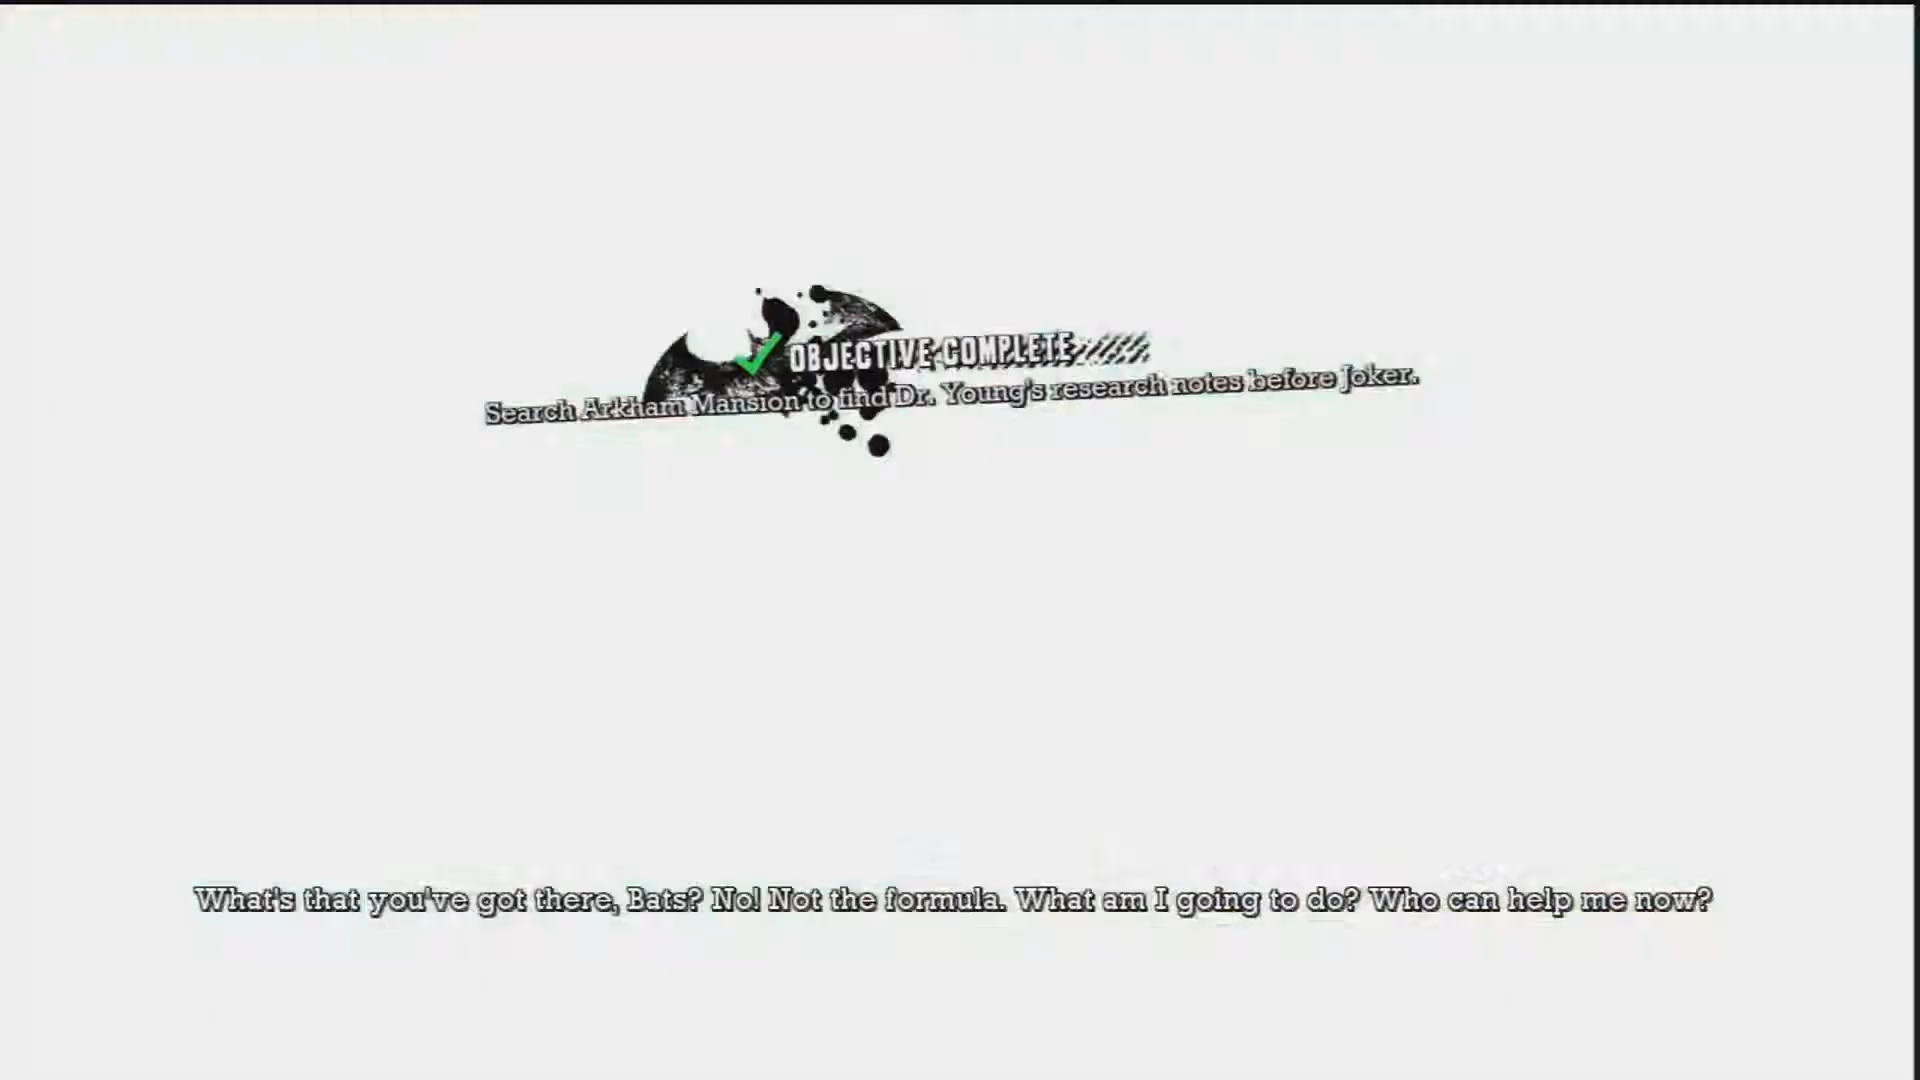 OBJECTIVE COMPLETE
Search Arkham Mansion to find Dr. Young's research notes before Joker.
What's that you've got there, Bats? No! Not the formula. What am I going to do? Who can help me now?